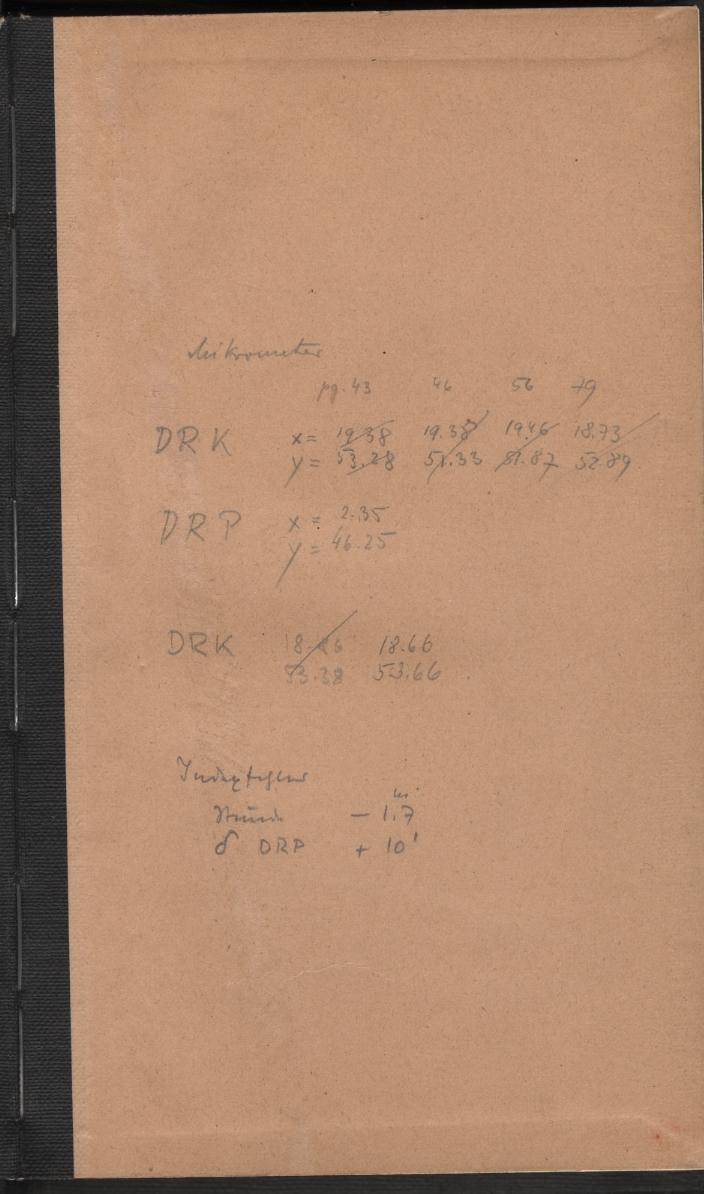 Mikrometer
pg. 43 46 56 79
DRK x = 19.38 19.38 19.46 18.73
y = 53.28 51.33 51.87 52.89
DRP x = 2.35
y = 46.25
DRK 18.26 18.66
53.38 53.66
Indexfehler
Stunde — 1.7 m
δ DRP + 10'